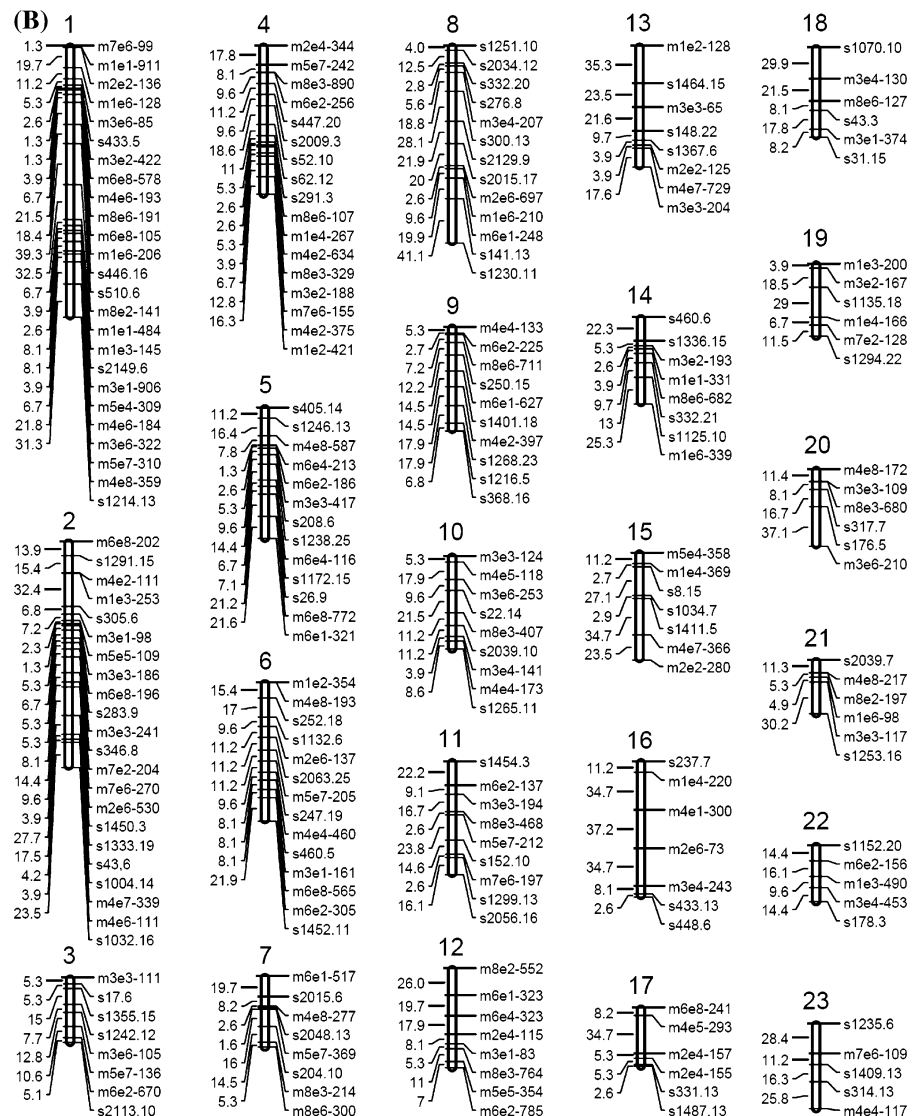 (B)
1
1.3
19.7
11.2
5.3
2.6
1.3
1.3
3.9
6.7
21.5
18.4
39.3
32.5
6.7
3.9
2.6
8.1
8.1
3.9
6.7
21.8
31.3
m7e6-99
m1e1-911
m2e2-136
m1e6-128
m3e6-85
s433.5
m3e2-422
m6e8-578
m4e6-193
m8e6-191
m6e8-105
m1e6-206
s446.16
s510.6
m8e2-141
m1e1-484
m1e3-145
s2149.6
m3e1-906
m5e4-309
m4e6-184
m3e6-322
m5e7-310
m4e8-359
s1214.13
2
13.9
15.4
32.4
6.8
7.2
2.3
1.3
5.3
6.7
5.3
5.3
8.1
14.4
9.6
3.9
27.7
17.5
4.2
3.9
23.5
m6e8-202
s1291.15
m4e2-111
m1e3-253
s305.6
m3e1-98
m5e5-109
m3e3-186
m6e8-196
s283.9
m3e3-241
s346.8
m7e2-204
m7e6-270
m2e6-530
s1450.3
s1333.19
s43,6
s1004.14
m4e7-339
m4e6-111
s1032.16
3
5.3
5.3
15
7.7
12.8
10.6
5.1
m3e3-111
s17.6
s1355.15
s1242.12
m3e6-105
m5e7-136
m6e2-670
s2113.10
4
17.8
8.1
9.6
11.2
9.6
18.6
11
5.3
2.6
2.6
5.3
3.9
6.7
12.8
16.3
m2e4-344
m5e7-242
m8e3-890
m6e2-256
s447.20
s2009.3
s52.10
s62.12
s291.3
m8e6-107
m1e4-267
m4e2-634
m8e3-329
m3e2-188
m7e6-155
m4e2-375
m1e2-421
5
11.2
16.4
7.8
1.3
2.6
5.3
9.6
14.4
6.7
7.1
21.2
21.6
s405.14
s1246.13
m4e8-587
m6e4-213
m6e2-186
m3e3-417
s208.6
s1238.25
m6e4-116
s1172.15
s26.9
m6e8-772
m6e1-321
6
15.4
17
9.6
11.2
11.2
11.2
9.6
8.1
8.1
8.1
21.9
m1e2-354
m4e8-193
s252.18
s1132.6
m2e6-137
s2063.25
m5e7-205
s247.19
m4e4-460
s460.5
m3e1-161
m6e8-565
m6e2-305
s1452.11
7
19.7
8.2
2.6
1.6
16
14.5
5.3
m6e1-517
s2015.6
m4e8-277
s2048.13
m5e7-369
s204.10
m8e3-214
m8e6-300
8
4.0
12.5
2.8
5.6
18.8
28.1
21.9
20
2.6
9.6
19.9
41.1
s1251.10
s2034.12
s332.20
s276.8
m3e4-207
s300.13
s2129.9
s2015.17
m2e6-697
m1e6-210
m6e1-248
s141.13
s1230.11
9
5.3
2.7
7.2
12.2
14.5
14.5
17.9
17.9
6.8
m4e4-133
m6e2-225
m8e6-711
s250.15
m6e1-627
s1401.18
m4e2-397
s1268.23
s1216.5
s368.16
10
5.3
17.9
9.6
21.5
11.2
11.2
3.9
8.6
m3e3-124
m4e5-118
m3e6-253
s22.14
m8e3-407
s2039.10
m3e4-141
m4e4-173
s1265.11
11
22.2
9.1
16.7
2.6
23.8
14.6
2.6
16.1
s1454.3
m6e2-137
m3e3-194
m8e3-468
m5e7-212
s152.10
m7e6-197
s1299.13
s2056.16
12
26.0
19.7
17.9
8.1
5.3
11
7
m8e2-552
m6e1-323
m6e4-323
m2e4-115
m3e1-83
m8e3-764
m5e5-354
m6e2-785
13
35.3
23.5
21.6
9.7
3.9
3.9
17.6
m1e2-128
s1464.15
m3e3-65
s148.22
s1367.6
m2e2-125
m4e7-729
m3e3-204
14
22.3
5.3
2.6
3.9
9.7
13
25.3
s460.6
s1336.15
m3e2-193
m1e1-331
m8e6-682
s332.21
s1125.10
m1e6-339
15
11.2
2.7
27.1
2.9
34.7
23.5
m5e4-358
m1e4-369
s8.15
s1034.7
s1411.5
m4e7-366
m2e2-280
16
11.2
34.7
37.2
34.7
8.1
2.6
s237.7
m1e4-220
m4e1-300
m2e6-73
m3e4-243
s433.13
s448.6
17
8.2
34.7
5.3
5.3
2.6
m6e8-241
m4e5-293
m2e4-157
m2e4-155
s331.13
s1487.13
18
29.9
21.5
8.1
17.8
8.2
s1070.10
m3e4-130
m8e6-127
s43.3
m3e1-374
s31.15
19
3.9
18.5
29
6.7
11.5
m1e3-200
m3e2-167
s1135.18
m1e4-166
m7e2-128
s1294.22
20
11.4
8.1
16.7
37.1
m4e8-172
m3e3-109
m8e3-680
s317.7
s176.5
m3e6-210
21
11.3
5.3
4.9
30.2
s2039.7
m4e8-217
m8e2-197
m1e6-98
m3e3-117
s1253.16
22
14.4
16.1
9.6
14.4
s1152.20
m6e2-156
m1e3-490
m3e4-453
s178.3
23
28.4
11.2
16.3
25.8
s1235.6
m7e6-109
s1409.13
s314.13
m4e4-117